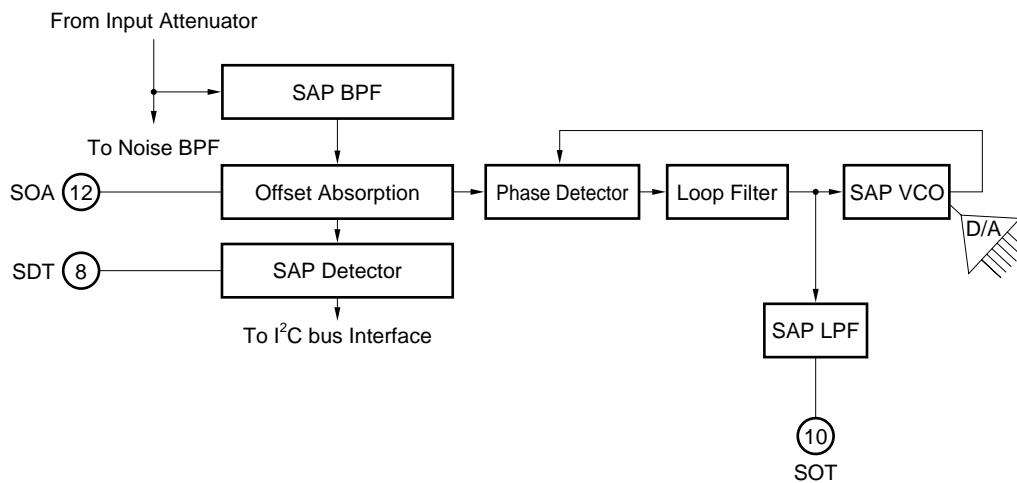 From Input Attenuator
SAP BPF
To Noise BPF
SOA 12
Offset Absorption
Phase Detector
Loop Filter
SAP VCO
D/A
SDT 8
SAP Detector
To I²C bus Interface
SAP LPF
10
SOT